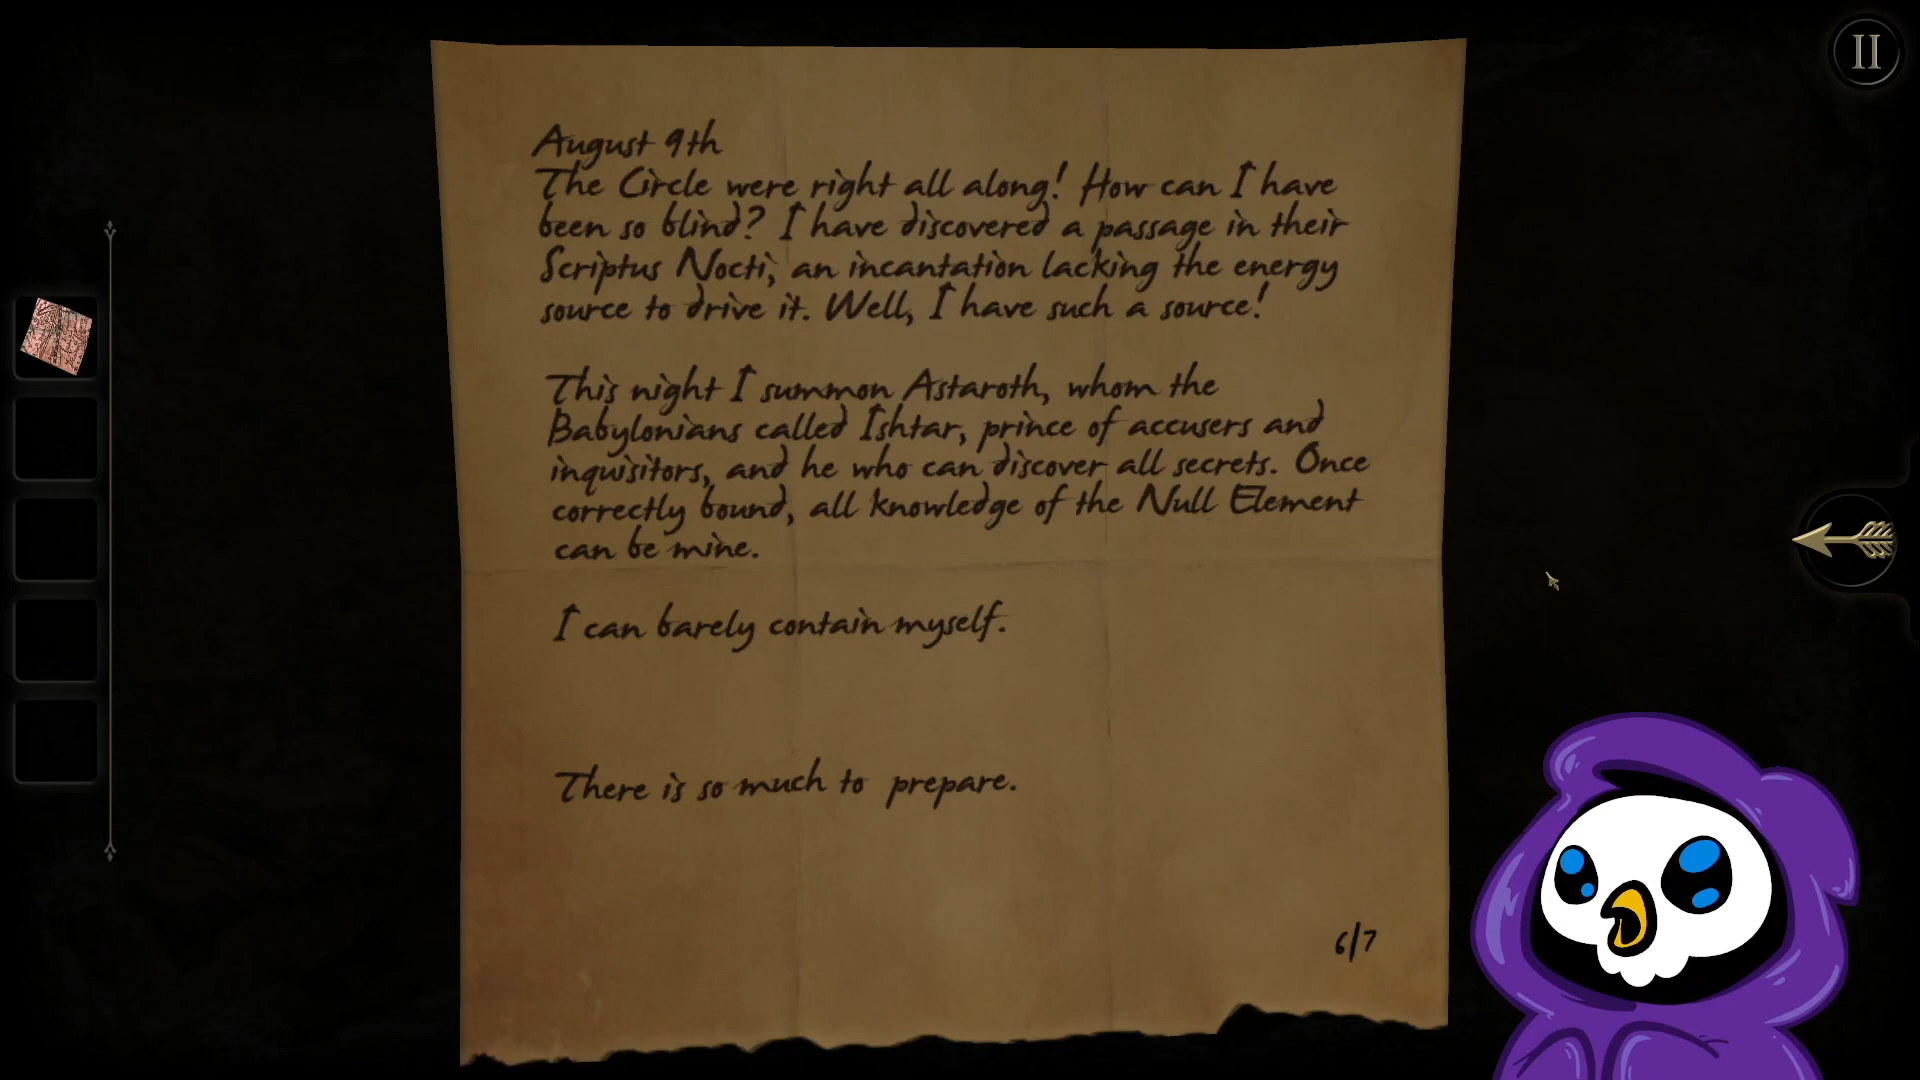 August 9th
The Circle were right all along! How can I have
been so blind? I have discovered a passage in their
Scriptus Nocti, an incantation lacking the energy
source to drive it. Well, I have such a source!
This night I summon Astaroth, whom the
Babylonians called Ishtar, prince of accusers and
inquisitors, and he who can discover all secrets. Once
correctly bound, all knowledge of the Null Element
can be mine.
I can barely contain myself.
There is so much to prepare.
6/7